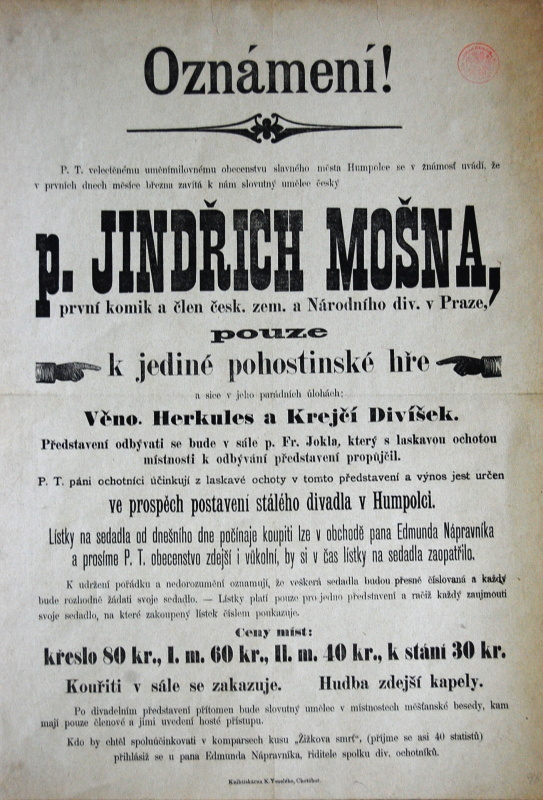 Oznámení!
P. T. velectěnému uměnímilovnému obecenstvu slavného města Humpolce se v známosť uvádí, že
v prvních dnech měsíce března zavítá k nám slovutný umělec český
p. JINDŘICH MOŠNA,
první komik a člen česk. zem. a Národního div. v Praze,
pouze
k jediné pohostinské hře
a sice v jeho parádních úlohách:
Věno. Herkules a Krejčí Divíšek.
Představení odbývati se bude v sále p. Fr. Jokla, který s laskavou ochotou
místnosti k odbývání představení propůjčil.
P. T. páni ochotníci účinkují z laskavé ochoty v tomto představení a výnos jest určen
ve prospěch postavení stálého divadla v Humpolci.
Lístky na sedadla od dnešního dne počínaje koupiti lze v obchodě pana Edmunda Nápravníka
a prosíme P. T. obecenstvo zdejší i vůkolní, by si v čas lístky na sedadla zaopatřilo.
K udržení pořádku a nedorozumění oznamují, že veškerá sedadla budou přesně číslovaná a každý
bude rozhodně žádati svoje sedadlo. — Lístky platí pouze pro jedno představení a račiž každý zaujmouti
svoje sedadlo, na které zakoupený lístek číslem poukazuje.
Ceny míst:
křeslo 80 kr., I. m. 60 kr., II. m. 40 kr., k stání 30 kr.
Kouřiti v sále se zakazuje. Hudba zdejší kapely.
Po divadelním představení přítomen bude slovutný umělec v místnostech měšťanské besedy, kam
mají pouze členové a jimi uvedení hosté přístupu.
Kdo by chtěl spoluúčinkovati v komparsech kusu „Žižkova smrť“, (přijme se asi 40 statistů)
přihlásiž se u pana Edmunda Nápravníka, řiditele spolku div. ochotníků.
Knihtiskárna K. Votuvého, Chotěboř.